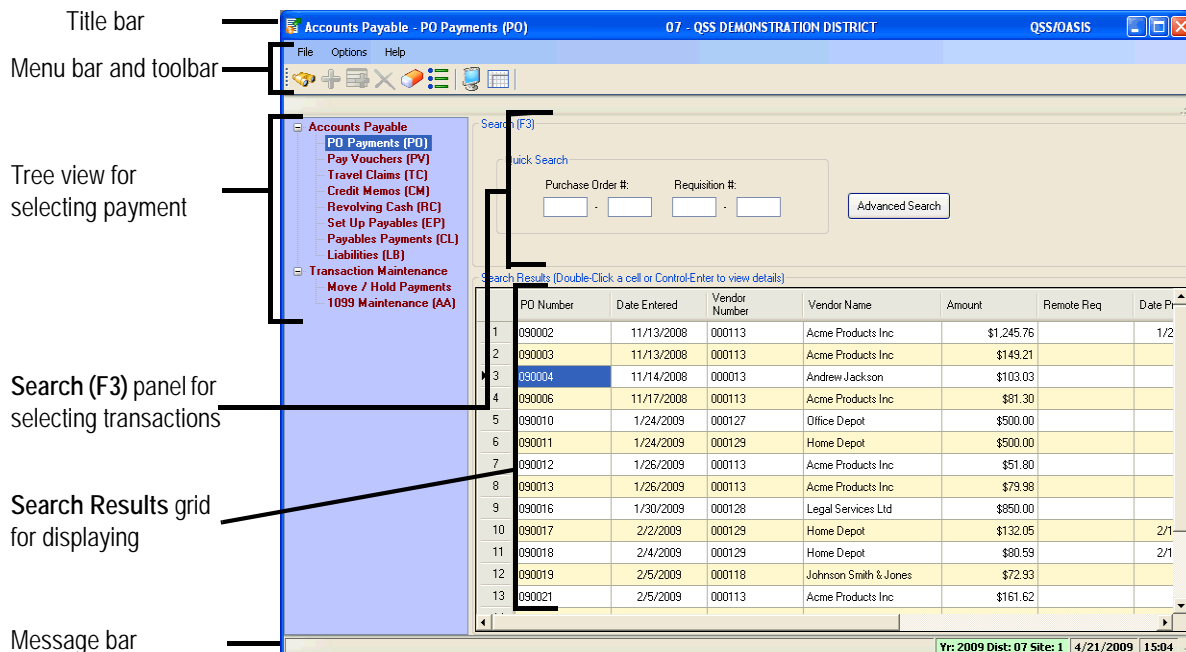 Title bar
Accounts Payable - PO Payments (PO) 07 - QSS DEMONSTRATION DISTRICT QSS/OASIS
Menu bar and toolbar
File Options Help
Tree view for
selecting payment
Accounts Payable
PO Payments (PO)
Pay Vouchers (PV)
Travel Claims (TC)
Credit Memos (CM)
Revolving Cash (RC)
Set Up Payables (EP)
Payables Payments (CL)
Liabilities (LB)
Transaction Maintenance
Move / Hold Payments
1099 Maintenance (AA)
Search (F3)
Quick Search
Purchase Order #: Requisition #:
- -
Advanced Search
Search (F3) panel for
selecting transactions
Search Results grid
for displaying
Search Results (Double-Click a cell or Control-Enter to view details)
PO Number Date Entered Vendor Number Vendor Name Amount Remote Req Date Pr
1 090002 11/13/2008 000113 Acme Products Inc $1,245.76 1/2
2 090003 11/13/2008 000113 Acme Products Inc $149.21
3 090004 11/14/2008 000013 Andrew Jackson $103.03
4 090006 11/17/2008 000113 Acme Products Inc $81.30
5 090010 1/24/2009 000127 Office Depot $500.00
6 090011 1/24/2009 000129 Home Depot $500.00
7 090012 1/26/2009 000113 Acme Products Inc $51.80
8 090013 1/26/2009 000113 Acme Products Inc $79.98
9 090016 1/30/2009 000128 Legal Services Ltd $850.00
10 090017 2/2/2009 000129 Home Depot $132.05 2/1
11 090018 2/4/2009 000129 Home Depot $80.59 2/1
12 090019 2/5/2009 000118 Johnson Smith & Jones $72.93
13 090021 2/5/2009 000113 Acme Products Inc $161.62
Message bar
Yr: 2009 Dist: 07 Site: 1 4/21/2009 15:04